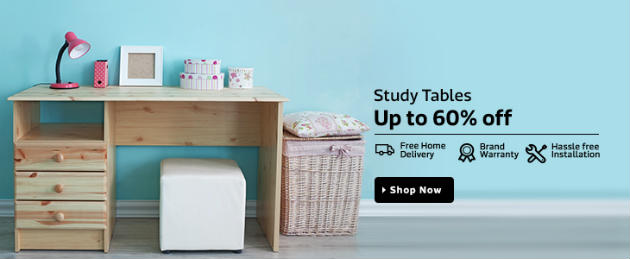 Study Tables
Up to 60% off
Free Home
Delivery
Brand
Warranty
Hassle free
Installation
Shop Now